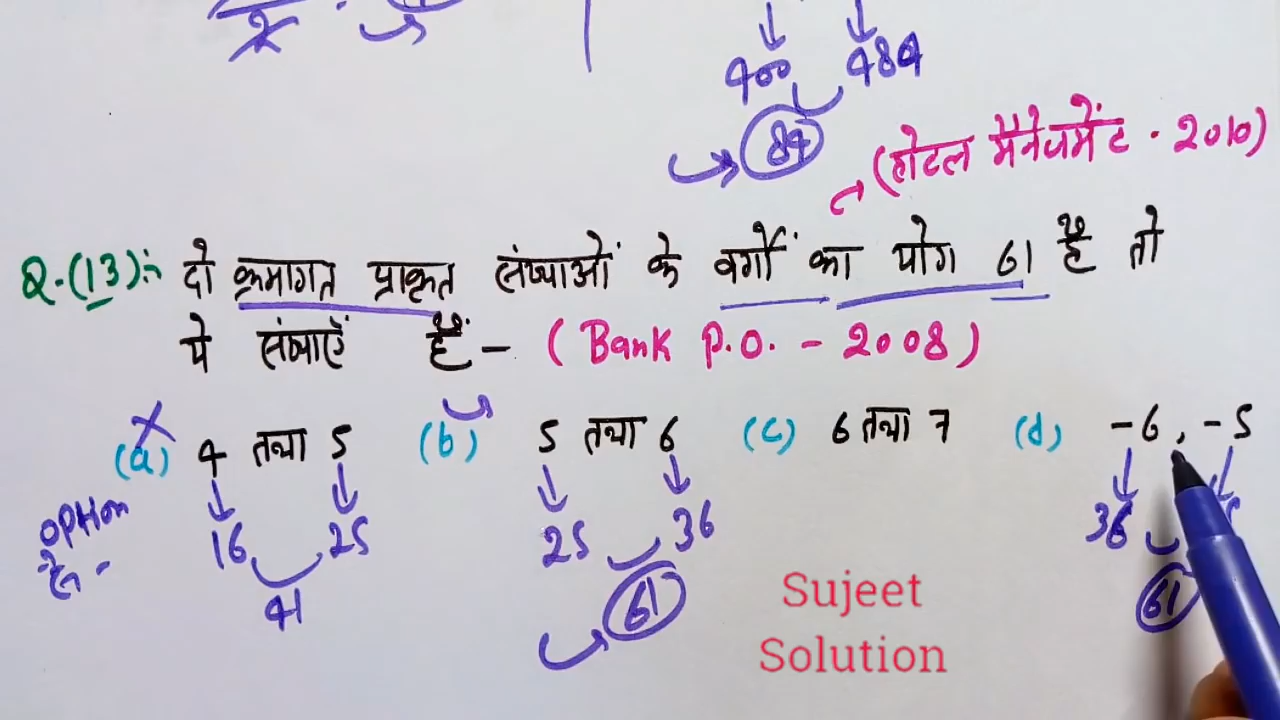 400 484
84
(होटल मैनेजमेंट · 2010)
Q.(13):- दो क्रमागत प्राकृत संख्याओं के वर्गों का योग 61 है तो
ये संख्याएँ हैं - (Bank P.O. - 2008)
(a) 4 तथा 5 (b) 5 तथा 6 (c) 6 तथा 7 (d) -6, -5
option
से -
16 25 25 36 36
41 61 61
Sujeet
Solution